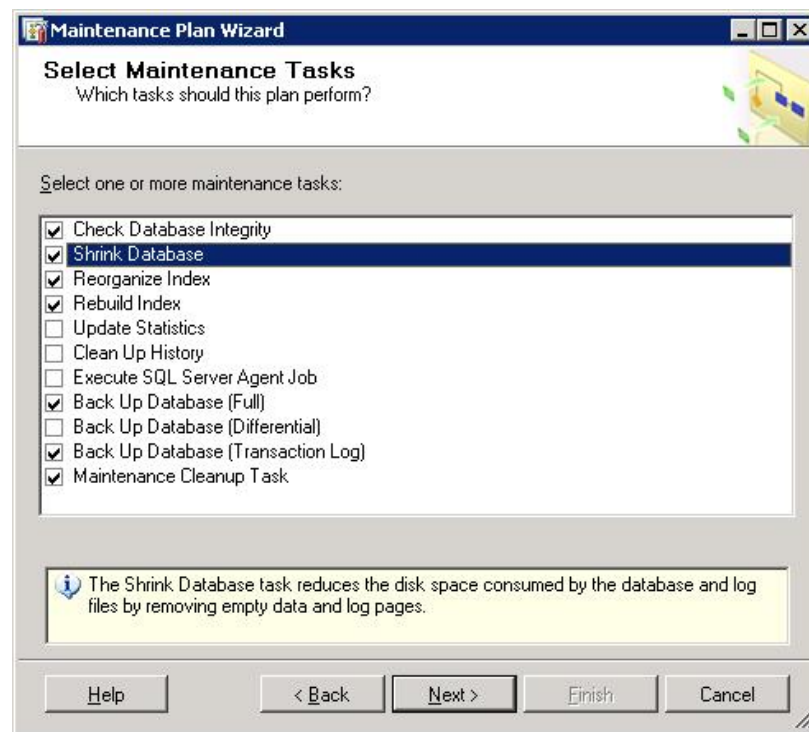 Maintenance Plan Wizard
Select Maintenance Tasks
Which tasks should this plan perform?
Select one or more maintenance tasks:
Check Database Integrity
Shrink Database
Reorganize Index
Rebuild Index
Update Statistics
Clean Up History
Execute SQL Server Agent Job
Back Up Database (Full)
Back Up Database (Differential)
Back Up Database (Transaction Log)
Maintenance Cleanup Task
The Shrink Database task reduces the disk space consumed by the database and log
files by removing empty data and log pages.
Help
< Back
Next >
Finish
Cancel